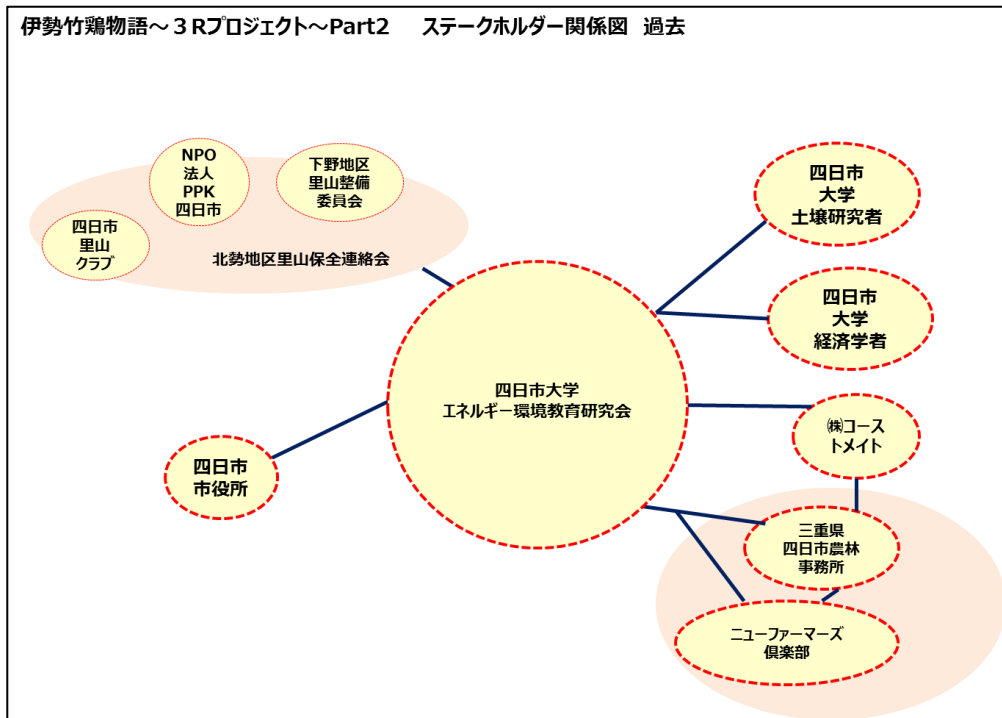 伊勢竹鶏物語~3Rプロジェクト~Part2 ステークホルダー関係図 過去
NPO
法人
PPK
四日市
下野地区
里山整備
委員会
四日市
里山
クラブ
北勢地区里山保全連絡会
四日市
大学
土壌研究者
四日市
大学
経済学者
四日市大学
エネルギー環境教育研究会
㈱コース
トメイト
四日市
市役所
三重県
四日市農林
事務所
ニューファーマーズ
倶楽部